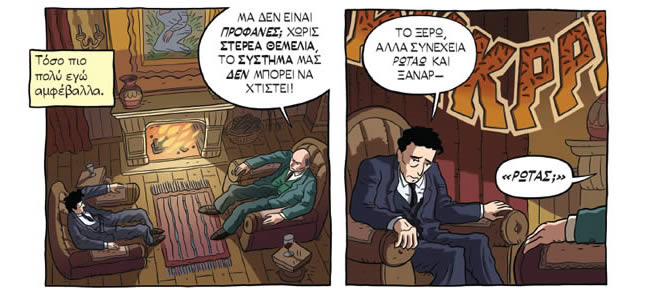 Τόσο πιο
πολύ εγώ
αμφέβαλλα.
ΜΑ ΔΕΝ ΕΙΝΑΙ
ΠΡΟΦΑΝΕΣ; ΧΩΡΙΣ
ΣΤΕΡΕΑ ΘΕΜΕΛΙΑ,
ΤΟ ΣΥΣΤΗΜΑ ΜΑΣ
ΔΕΝ ΜΠΟΡΕΙ ΝΑ
ΧΤΙΣΤΕΙ!
ΤΟ ΞΕΡΩ,
ΑΛΛΑ ΣΥΝΕΧΕΙΑ
ΡΩΤΑΩ ΚΑΙ
ΞΑΝΑΡ—
«ΡΩΤΑΣ;»